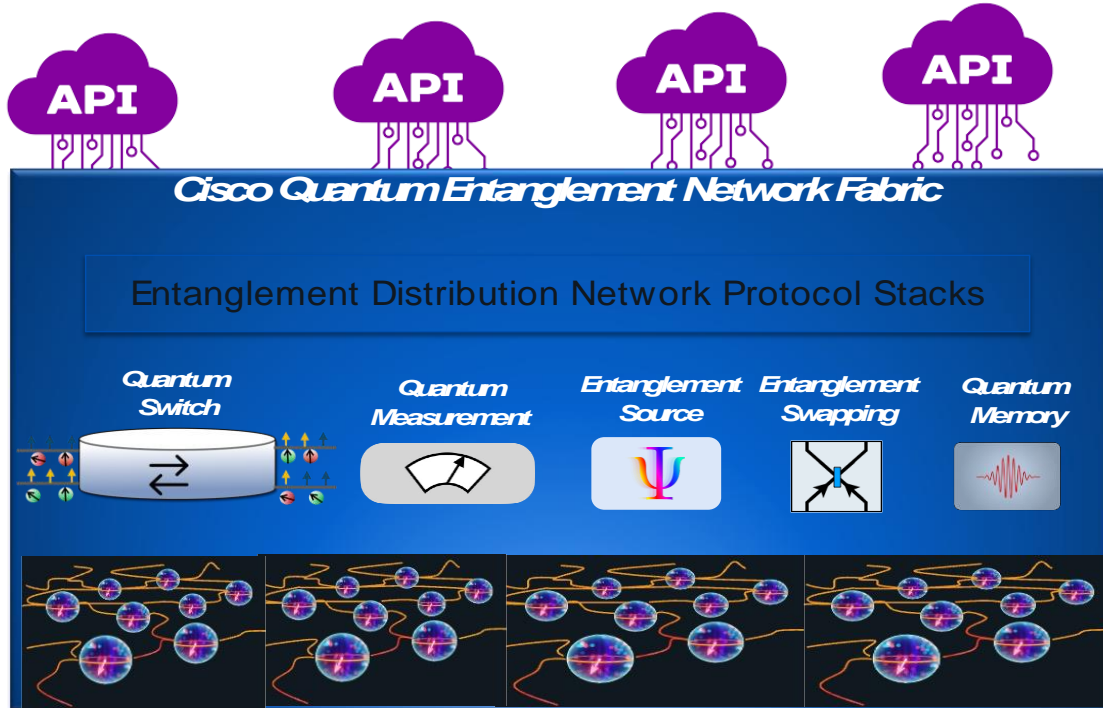 API
API
API
API
Cisco Quantum Entanglement Network Fabric
Entanglement Distribution Network Protocol Stacks
Quantum
Switch
Quantum
Measurement
Entanglement
Source
Entanglement
Swapping
Quantum
Memory
Ψ